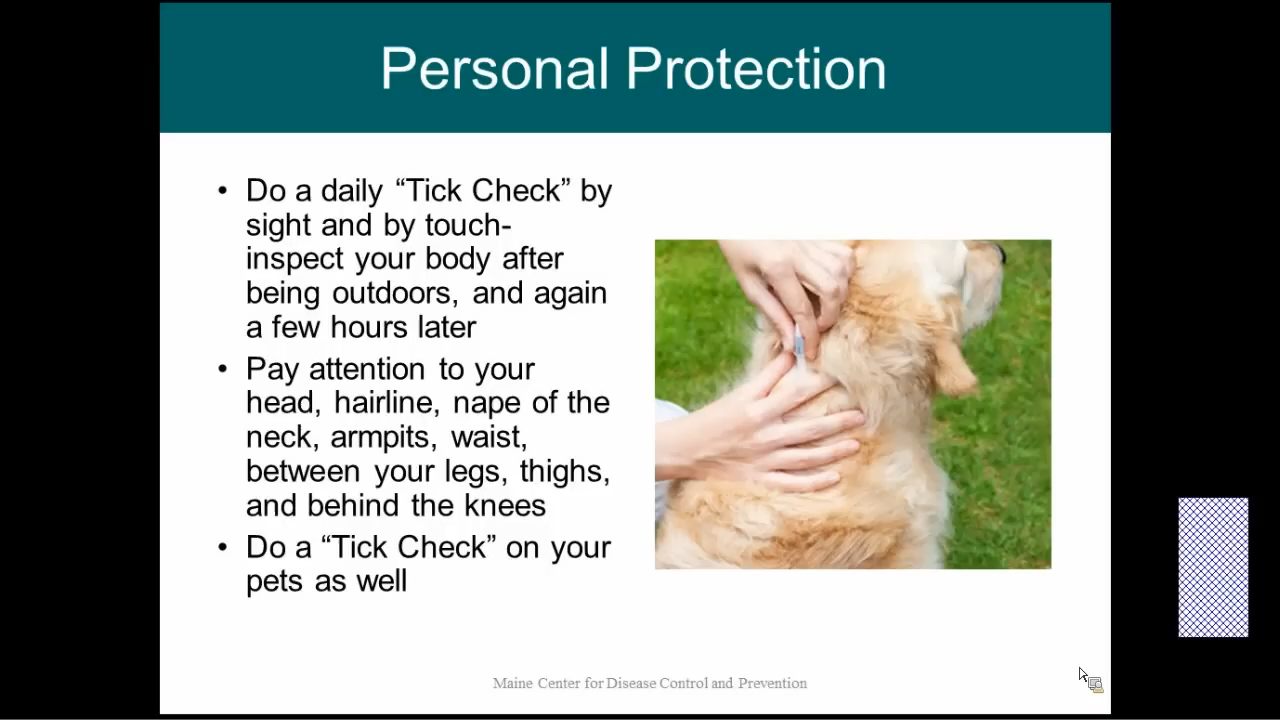 Personal Protection
• Do a daily “Tick Check” by
sight and by touch-
inspect your body after
being outdoors, and again
a few hours later
• Pay attention to your
head, hairline, nape of the
neck, armpits, waist,
between your legs, thighs,
and behind the knees
• Do a “Tick Check” on your
pets as well
Maine Center for Disease Control and Prevention